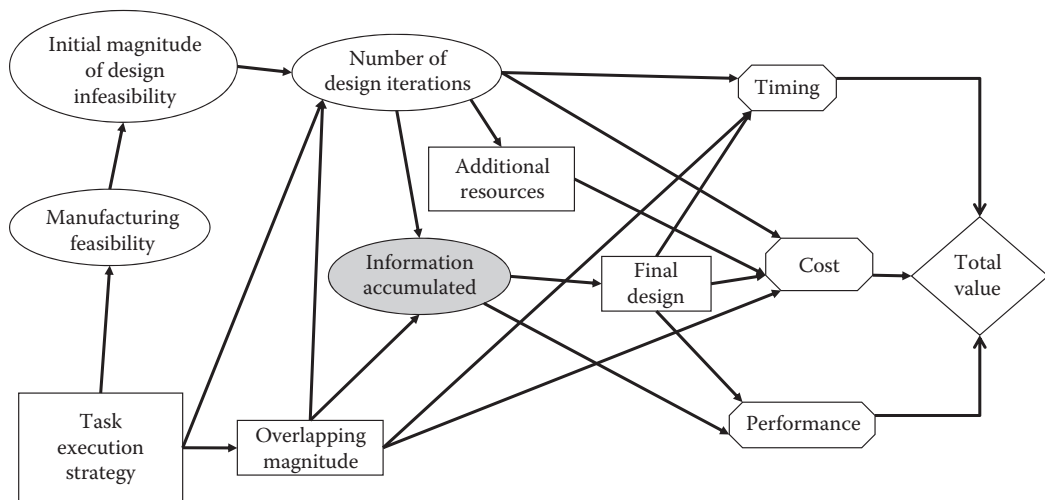 Initial magnitude
of design
infeasibility
Number of
design iterations
Timing
Additional
resources
Manufacturing
feasibility
Information
accumulated
Final
design
Cost
Total
value
Task
execution
strategy
Overlapping
magnitude
Performance